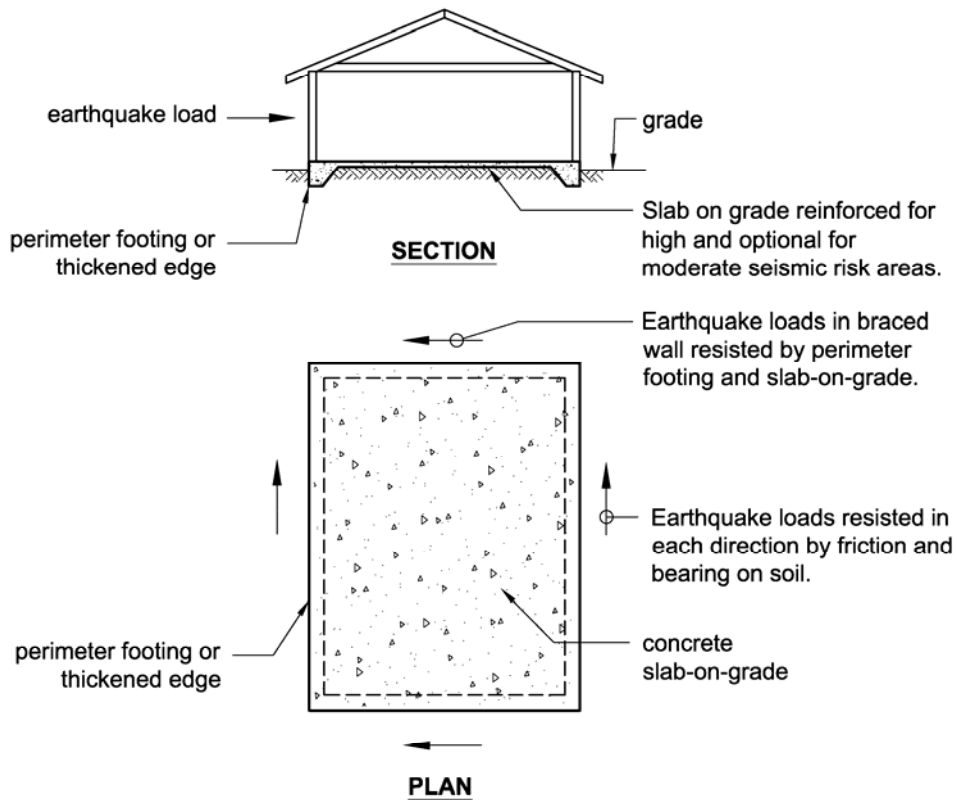 earthquake load
grade
perimeter footing or
thickened edge
Slab on grade reinforced for
high and optional for
moderate seismic risk areas.
SECTION
Earthquake loads in braced
wall resisted by perimeter
footing and slab-on-grade.
Earthquake loads resisted in
each direction by friction and
bearing on soil.
perimeter footing or
thickened edge
concrete
slab-on-grade
PLAN